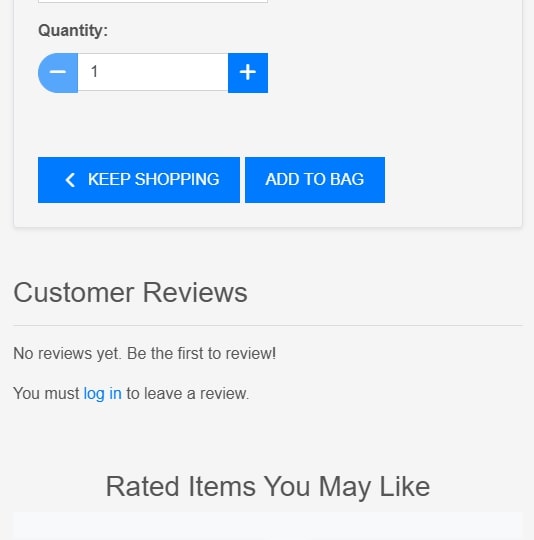 Quantity:
1
KEEP SHOPPING
ADD TO BAG
Customer Reviews
No reviews yet. Be the first to review!
You must log in to leave a review.
Rated Items You May Like